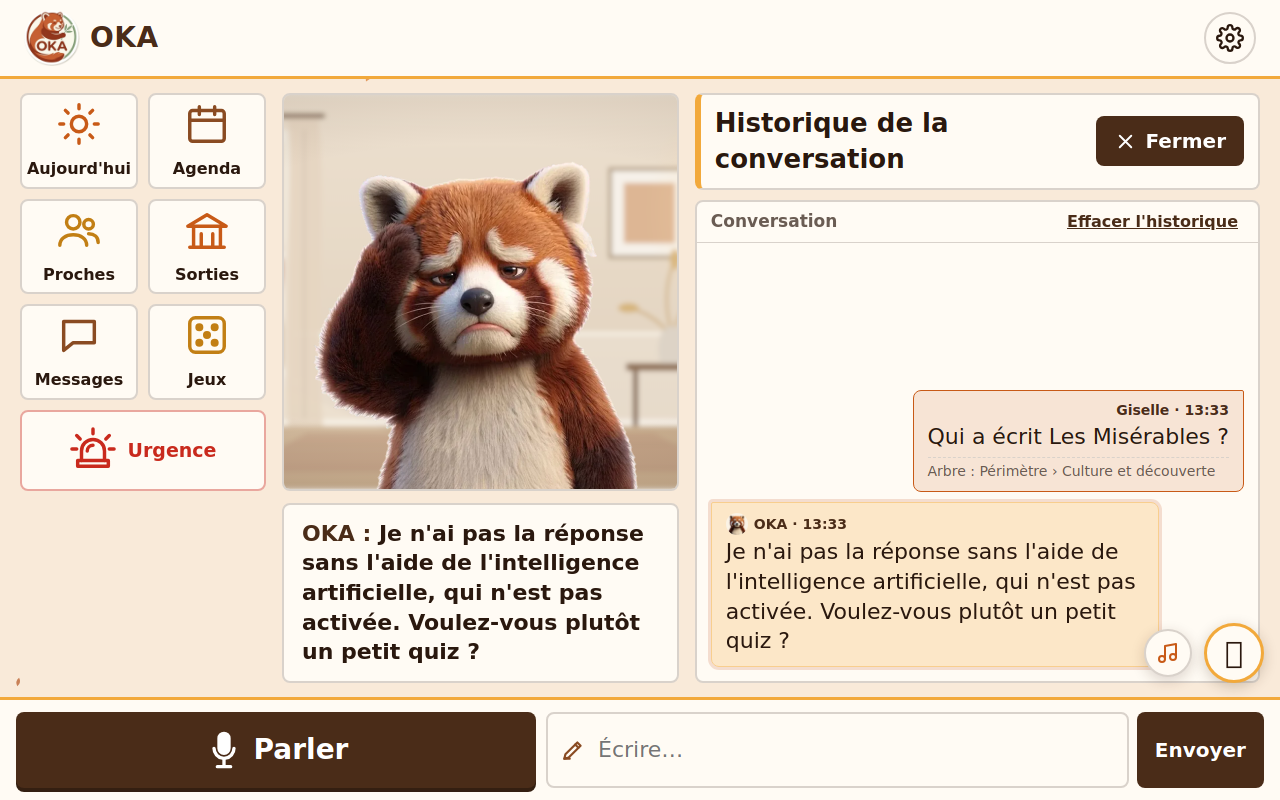 OKA
OKA
Aujourd'hui
Agenda
Proches
Sorties
Messages
Jeux
Urgence
OKA : Je n'ai pas la réponse
sans l'aide de l'intelligence
artificielle, qui n'est pas
activée. Voulez-vous plutôt
un petit quiz ?
Historique de la
conversation
Fermer
Conversation
Effacer l'historique
Giselle · 13:33
Qui a écrit Les Misérables ?
Arbre : Périmètre › Culture et découverte
OKA · 13:33
Je n'ai pas la réponse sans l'aide de
l'intelligence artificielle, qui n'est pas
activée. Voulez-vous plutôt un petit
quiz ?
Parler
Écrire...
Envoyer